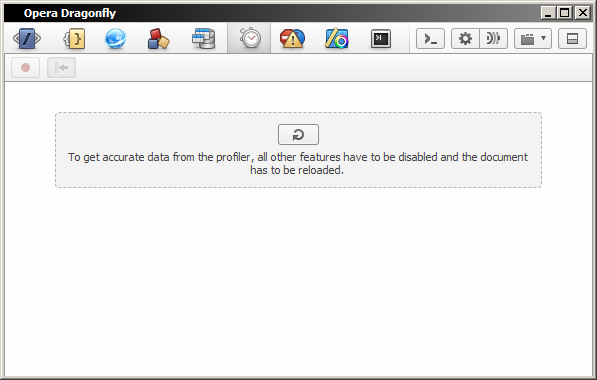 Opera Dragonfly
To get accurate data from the profiler, all other features have to be disabled and the document
has to be reloaded.